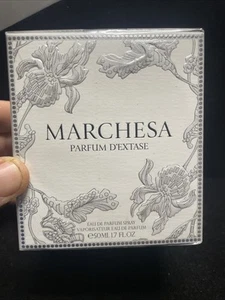 MARCHESA
PARFUM D'EXTASE
EAU DE PARFUM SPRAY
VAPORISATEUR EAU DE PARFUM
℮50ML 1.7 FL.OZ